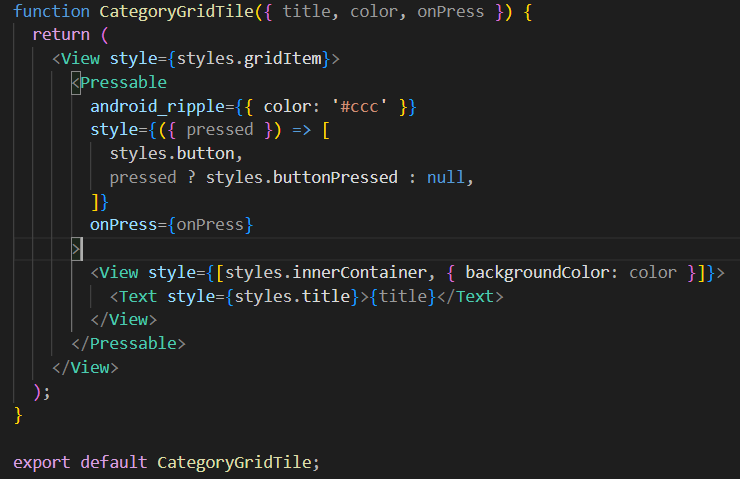 function CategoryGridTile({ title, color, onPress }) {
  return (
    <View style={styles.gridItem}>
      <Pressable
        android_ripple={{ color: '#ccc' }}
        style={({ pressed }) => [
          styles.button,
          pressed ? styles.buttonPressed : null,
        ]}
        onPress={onPress}
      >
        <View style={[styles.innerContainer, { backgroundColor: color }]}>
          <Text style={styles.title}>{title}</Text>
        </View>
      </Pressable>
    </View>
  );
}

export default CategoryGridTile;